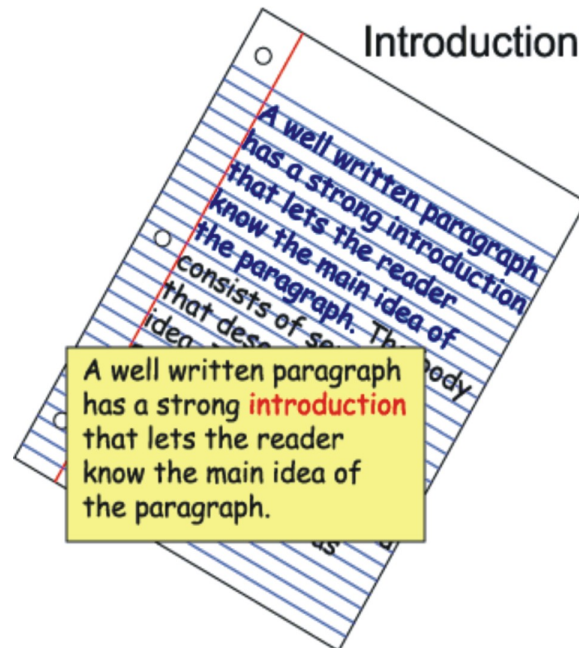 Introduction
A well written paragraph
has a strong introduction
that lets the reader
know the main idea of
the paragraph. The body
consists of
that
idea.
A well written paragraph
has a strong introduction
that lets the reader
know the main idea of
the paragraph.